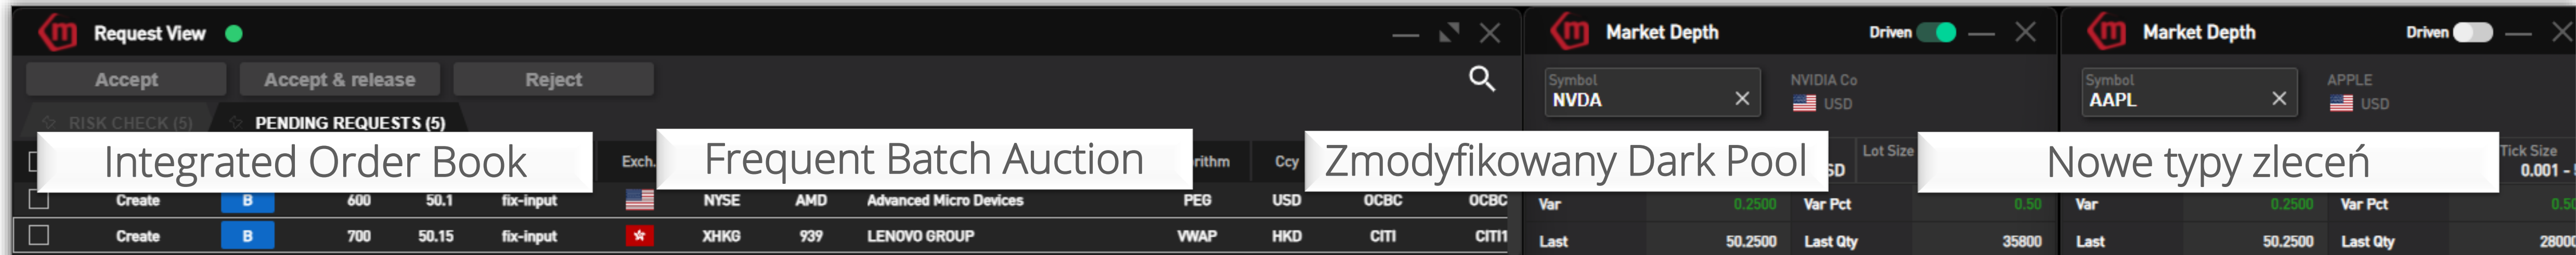 Request View
Market Depth
Driven
Market Depth
Driven
Accept
Accept & release
Reject
Symbol
NVDA
NVIDIA Co
USD
Symbol
AAPL
APPLE
USD
RISK CHECK (5)
PENDING REQUESTS (5)
Integrated Order Book
Exch.
Frequent Batch Auction
rithm
Ccy
Zmodyfikowany Dark Pool
SD
Lot Size
Nowe typy zleceń
Tick Size
0.001 -
Create B 600 50.1 fix-input NYSE AMD Advanced Micro Devices PEG USD OCBC OCBC
Var 0.2500 Var Pct 0.50
Var 0.2500 Var Pct 0.50
Create B 700 50.15 fix-input XHKG 939 LENOVO GROUP VWAP HKD CITI CITI1
Last 50.2500 Last Qty 35800
Last 50.2500 Last Qty 28000